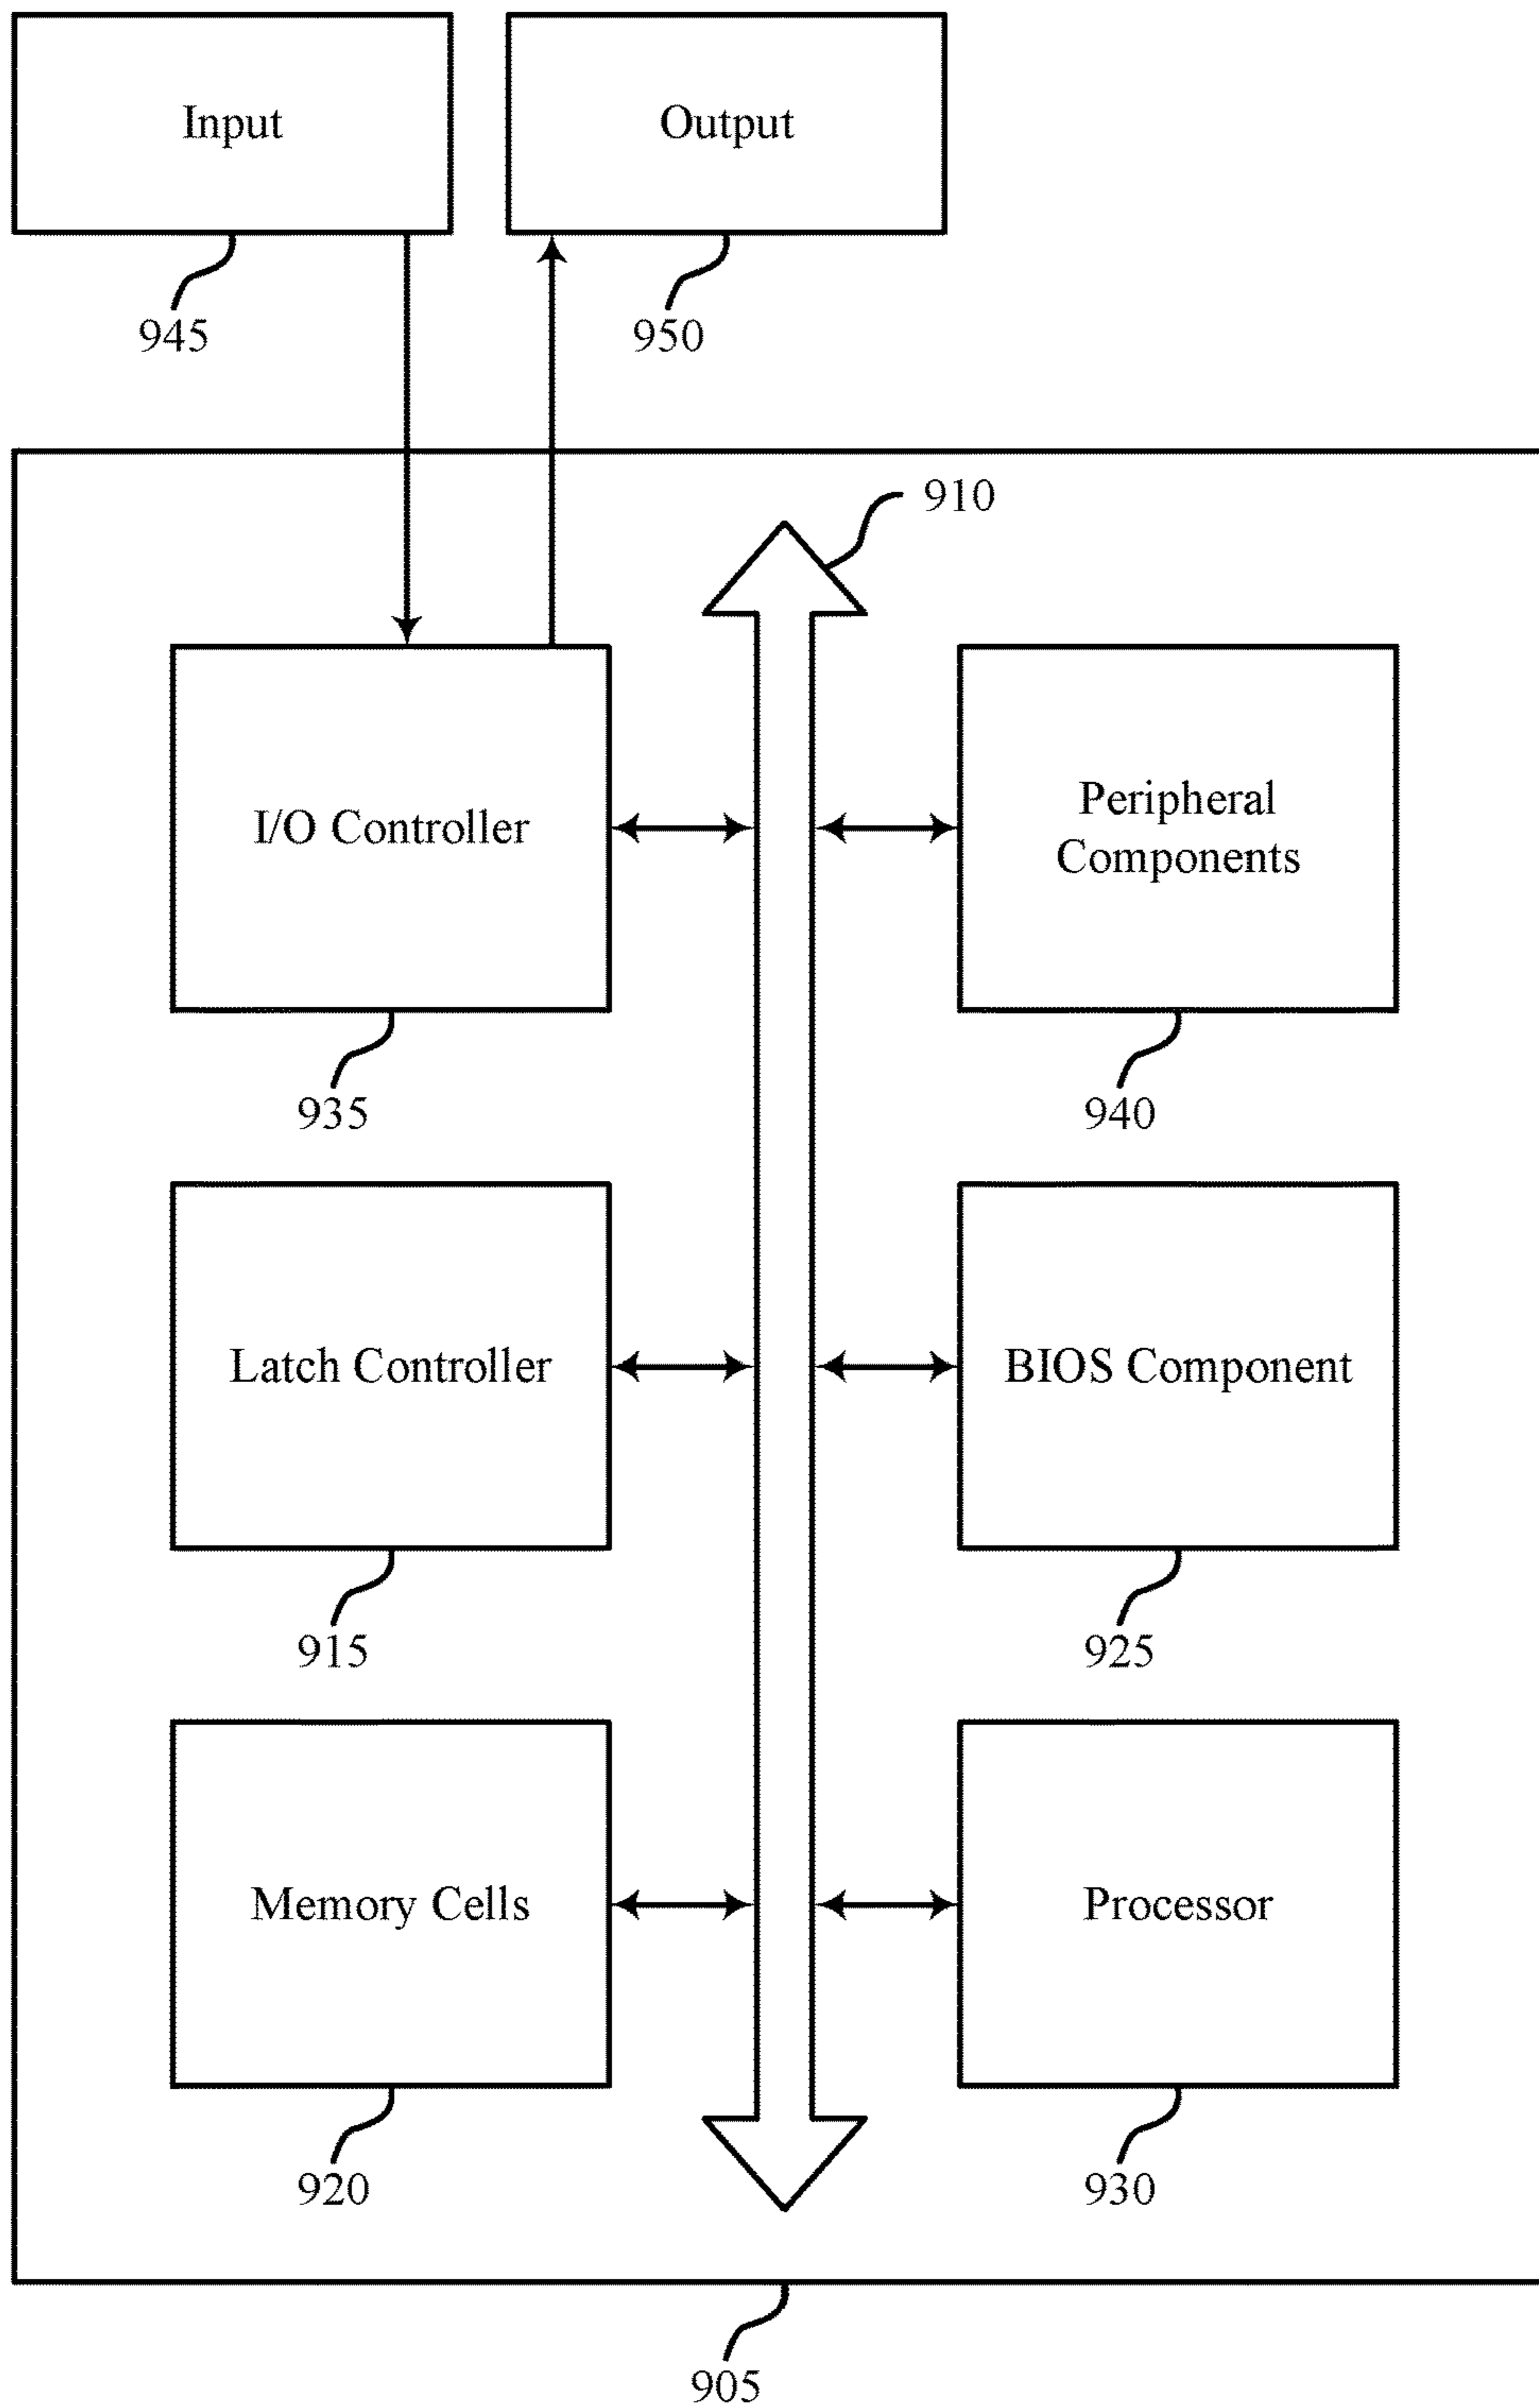 Input
Output
945
950
910
I/O Controller
Peripheral
Components
935
940
Latch Controller
BIOS Component
915
925
Memory Cells
Processor
920
930
905